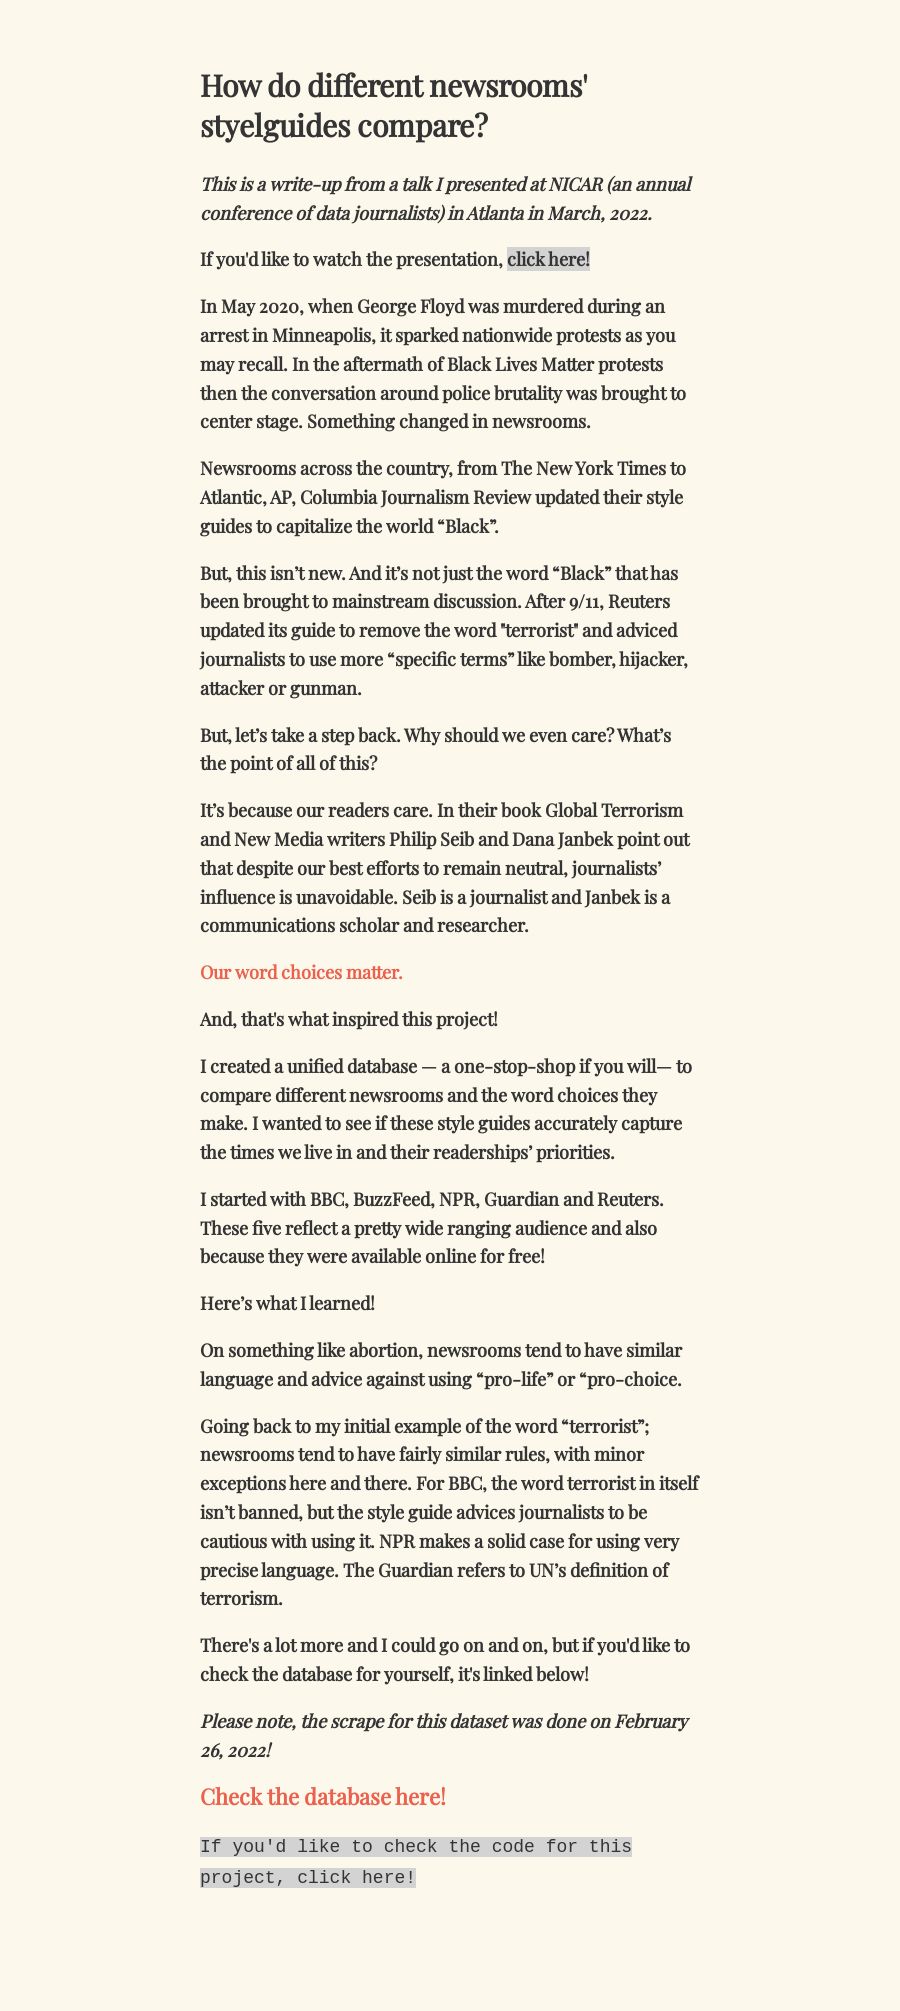 How do different newsrooms'
styelguides compare?
This is a write-up from a talk I presented at NICAR (an annual
conference of data journalists) in Atlanta in March, 2022.
If you'd like to watch the presentation, click here!
In May 2020, when George Floyd was murdered during an
arrest in Minneapolis, it sparked nationwide protests as you
may recall. In the aftermath of Black Lives Matter protests
then the conversation around police brutality was brought to
center stage. Something changed in newsrooms.
Newsrooms across the country, from The New York Times to
Atlantic, AP, Columbia Journalism Review updated their style
guides to capitalize the world “Black”.
But, this isn’t new. And it’s not just the word “Black” that has
been brought to mainstream discussion. After 9/11, Reuters
updated its guide to remove the word "terrorist" and adviced
journalists to use more “specific terms” like bomber, hijacker,
attacker or gunman.
But, let’s take a step back. Why should we even care? What’s
the point of all of this?
It’s because our readers care. In their book Global Terrorism
and New Media writers Philip Seib and Dana Janbek point out
that despite our best efforts to remain neutral, journalists’
influence is unavoidable. Seib is a journalist and Janbek is a
communications scholar and researcher.
Our word choices matter.
And, that's what inspired this project!
I created a unified database — a one-stop-shop if you will— to
compare different newsrooms and the word choices they
make. I wanted to see if these style guides accurately capture
the times we live in and their readerships’ priorities.
I started with BBC, BuzzFeed, NPR, Guardian and Reuters.
These five reflect a pretty wide ranging audience and also
because they were available online for free!
Here’s what I learned!
On something like abortion, newsrooms tend to have similar
language and advice against using “pro-life” or “pro-choice.
Going back to my initial example of the word “terrorist”;
newsrooms tend to have fairly similar rules, with minor
exceptions here and there. For BBC, the word terrorist in itself
isn’t banned, but the style guide advices journalists to be
cautious with using it. NPR makes a solid case for using very
precise language. The Guardian refers to UN’s definition of
terrorism.
There's a lot more and I could go on and on, but if you'd like to
check the database for yourself, it's linked below!
Please note, the scrape for this dataset was done on February
26, 2022!
Check the database here!
If you'd like to check the code for this
project, click here!